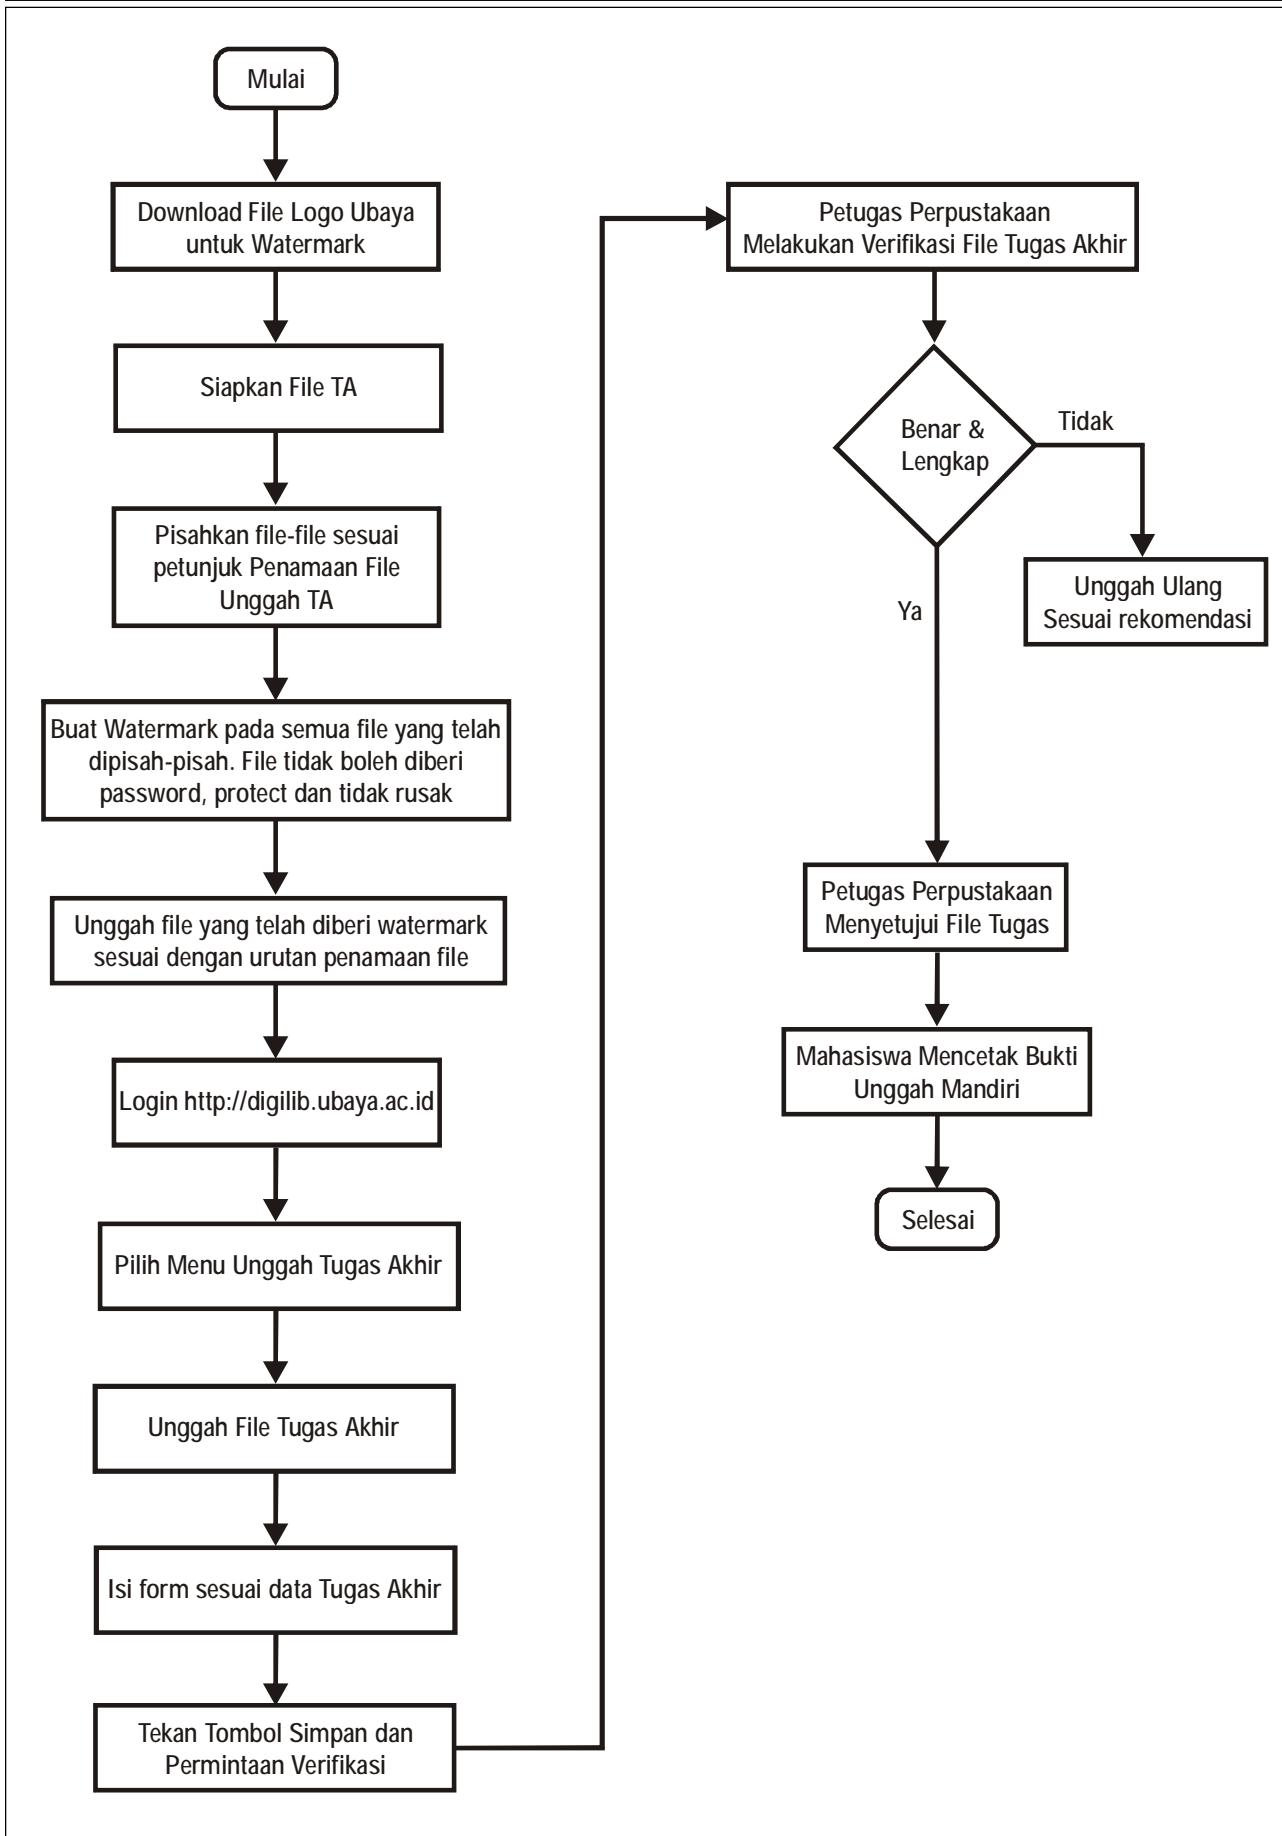 Mulai
Download File Logo Ubaya
untuk Watermark
Siapkan File TA
Pisahkan file-file sesuai
petunjuk Penamaan File
Unggah TA
Buat Watermark pada semua file yang telah
dipisah-pisah. File tidak boleh diberi
password, protect dan tidak rusak
Unggah file yang telah diberi watermark
sesuai dengan urutan penamaan file
Login http://digilib.ubaya.ac.id
Pilih Menu Unggah Tugas Akhir
Unggah File Tugas Akhir
Isi form sesuai data Tugas Akhir
Tekan Tombol Simpan dan
Permintaan Verifikasi
Petugas Perpustakaan
Melakukan Verifikasi File Tugas Akhir
Benar &
Lengkap
Tidak
Unggah Ulang
Sesuai rekomendasi
Ya
Petugas Perpustakaan
Menyetujui File Tugas
Mahasiswa Mencetak Bukti
Unggah Mandiri
Selesai